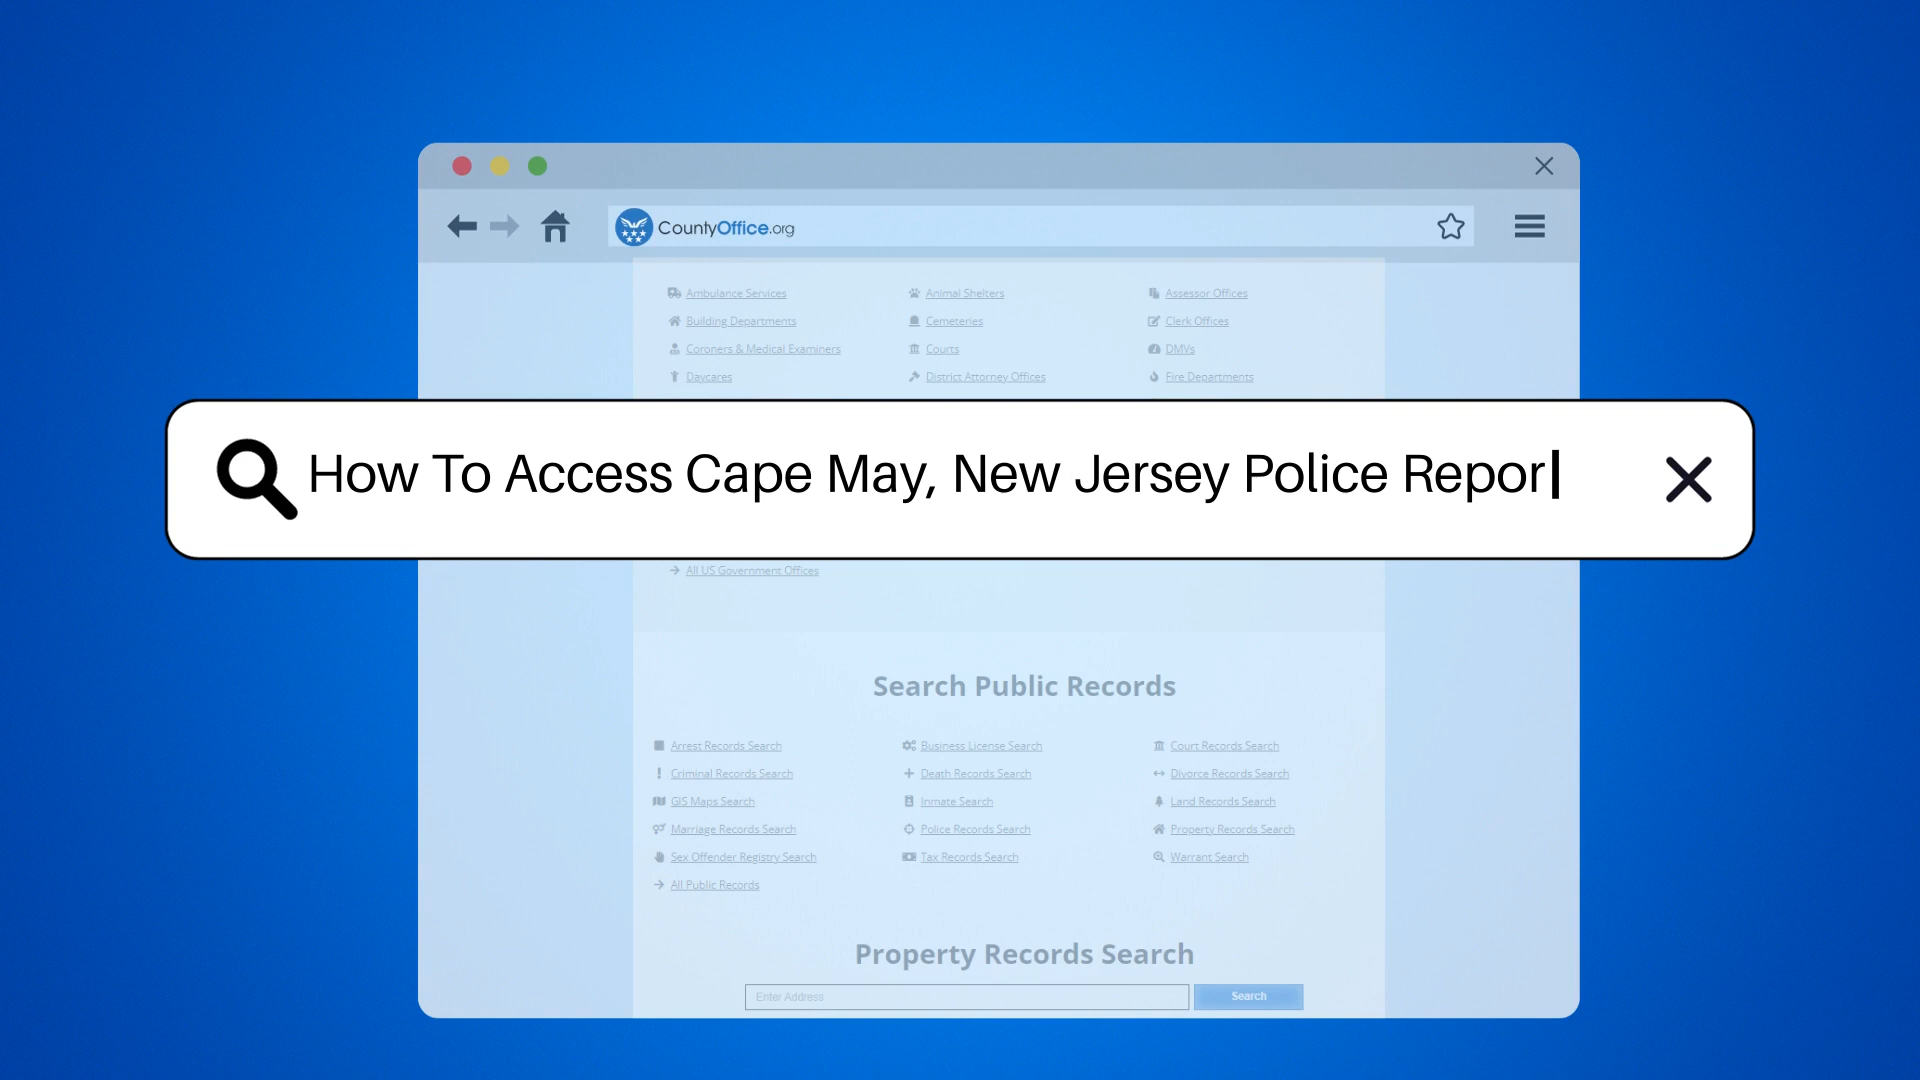 CountyOffice.org
Ambulance Services Animal Shelters Assessor Offices
Building Departments Cemeteries Clerk Offices
Coroners & Medical Examiners Courts DMVs
Daycares District Attorney Offices Fire Departments
How To Access Cape May, New Jersey Police Repor
All US Government Offices
Search Public Records
Arrest Records Search Business License Search Court Records Search
Criminal Records Search Death Records Search Divorce Records Search
GIS Maps Search Inmate Search Land Records Search
Marriage Records Search Police Records Search Property Records Search
Sex Offender Registry Search Tax Records Search Warrant Search
All Public Records
Property Records Search
Enter Address Search